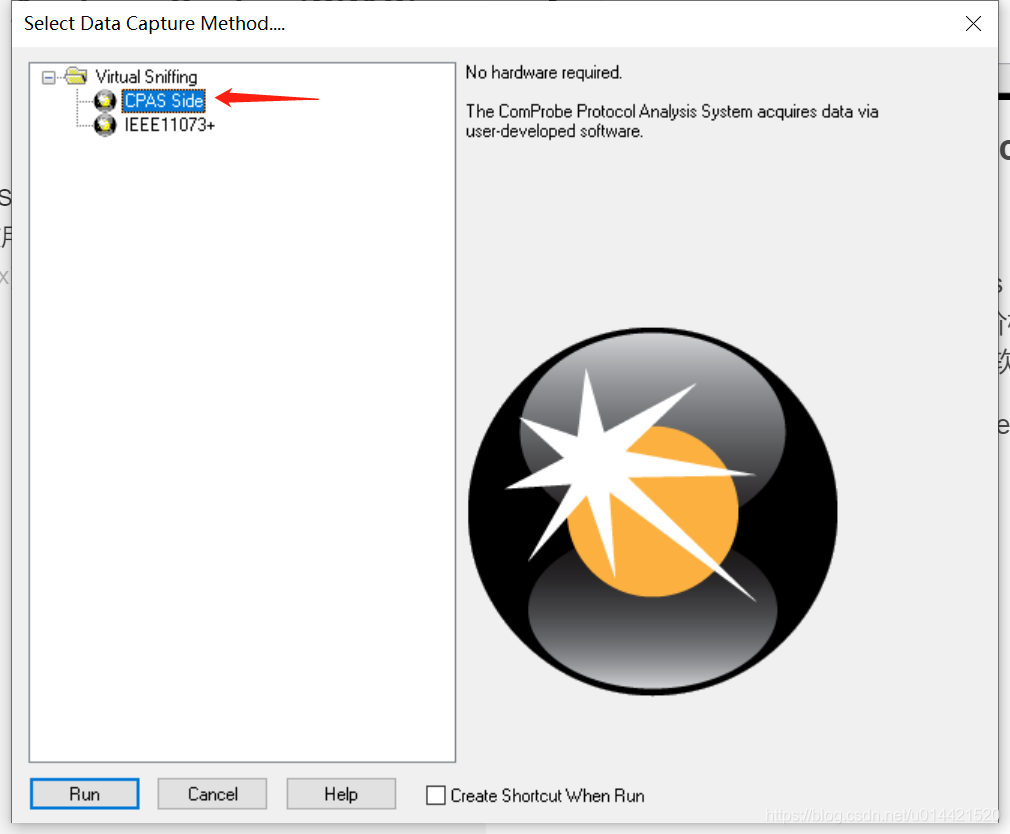 Select Data Capture Method....
Virtual Sniffing
CPAS Side
IEEE11073+
No hardware required.
The ComProbe Protocol Analysis System acquires data via
user-developed software.
Run
Cancel
Help
Create Shortcut When Run
https://blog.csdn.net/u014421520